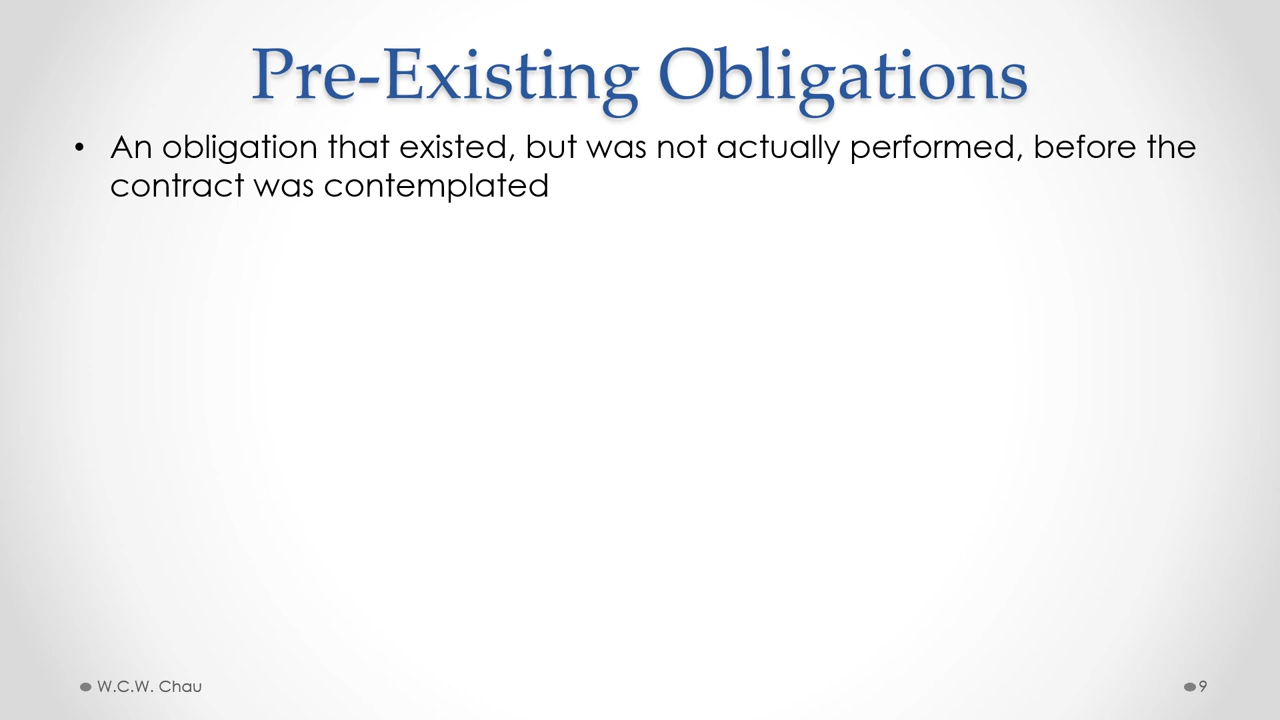 Pre-Existing Obligations
• An obligation that existed, but was not actually performed, before the
contract was contemplated
W.C.W. Chau
9